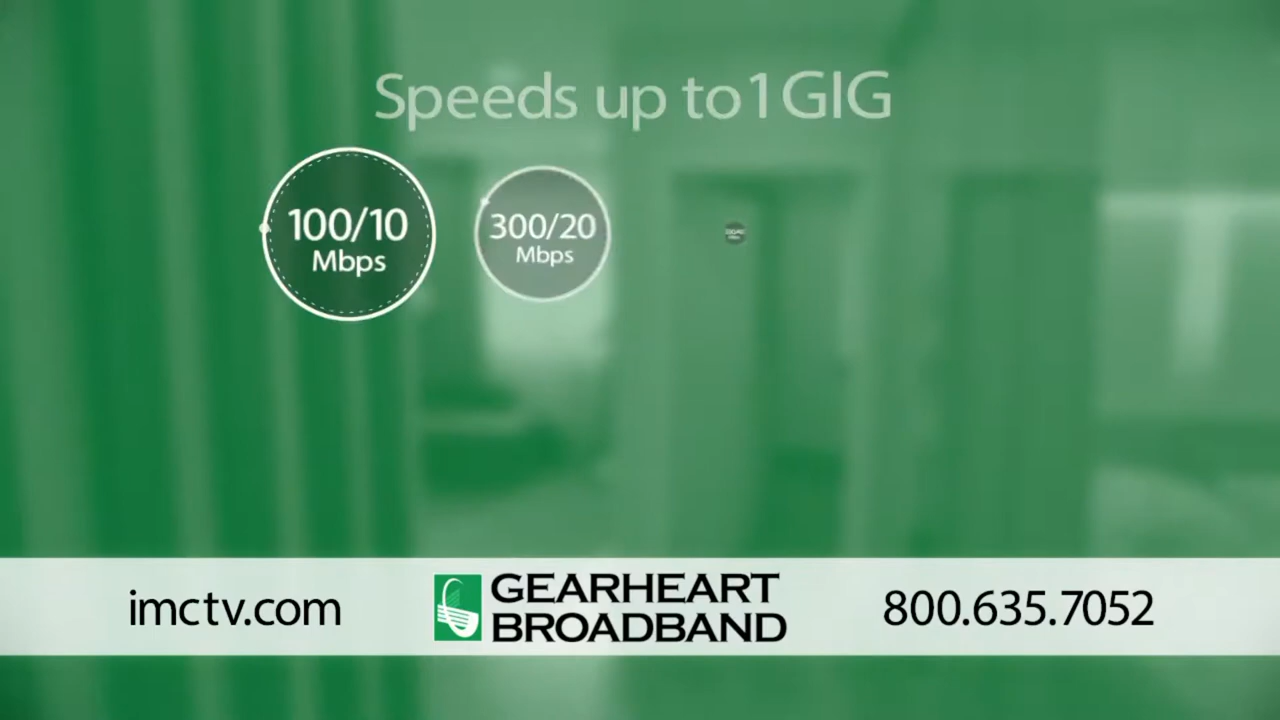 Speeds up to 1 GIG
100/10
Mbps
300/20
Mbps
imctv.com
GEARHEART
BROADBAND
800.635.7052